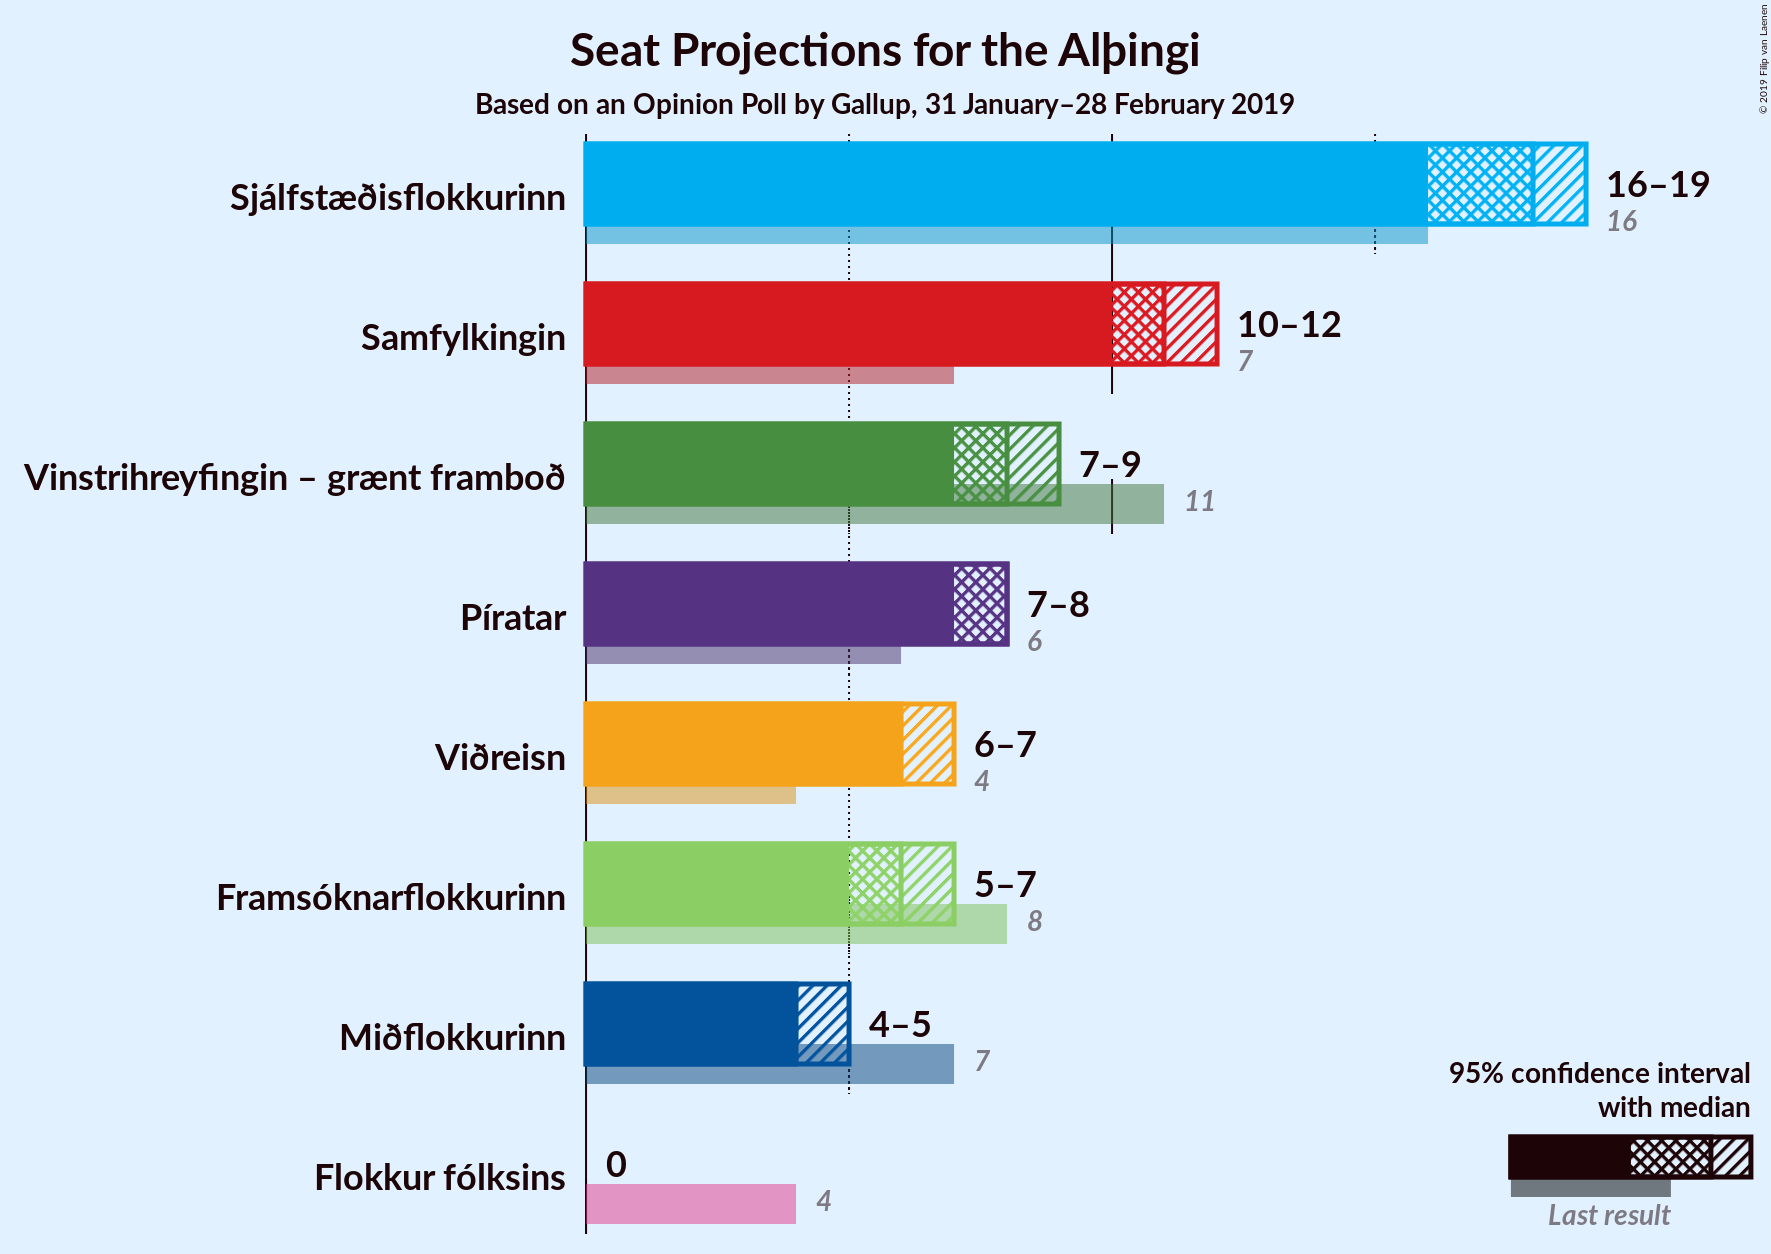 Seat Projections for the Alþingi
Based on an Opinion Poll by Gallup, 31 January–28 February 2019
© 2019 Filip van Laenen
Sjálfstæðisflokkurinn
16–19
16
Samfylkingin
10–12
7
Vinstrihreyfingin – grænt framboð
7–9
11
Píratar
7–8
6
Viðreisn
6–7
4
Framsóknarflokkurinn
5–7
8
Miðflokkurinn
4–5
7
Flokkur fólksins
0
4
95% confidence interval
with median
Last result